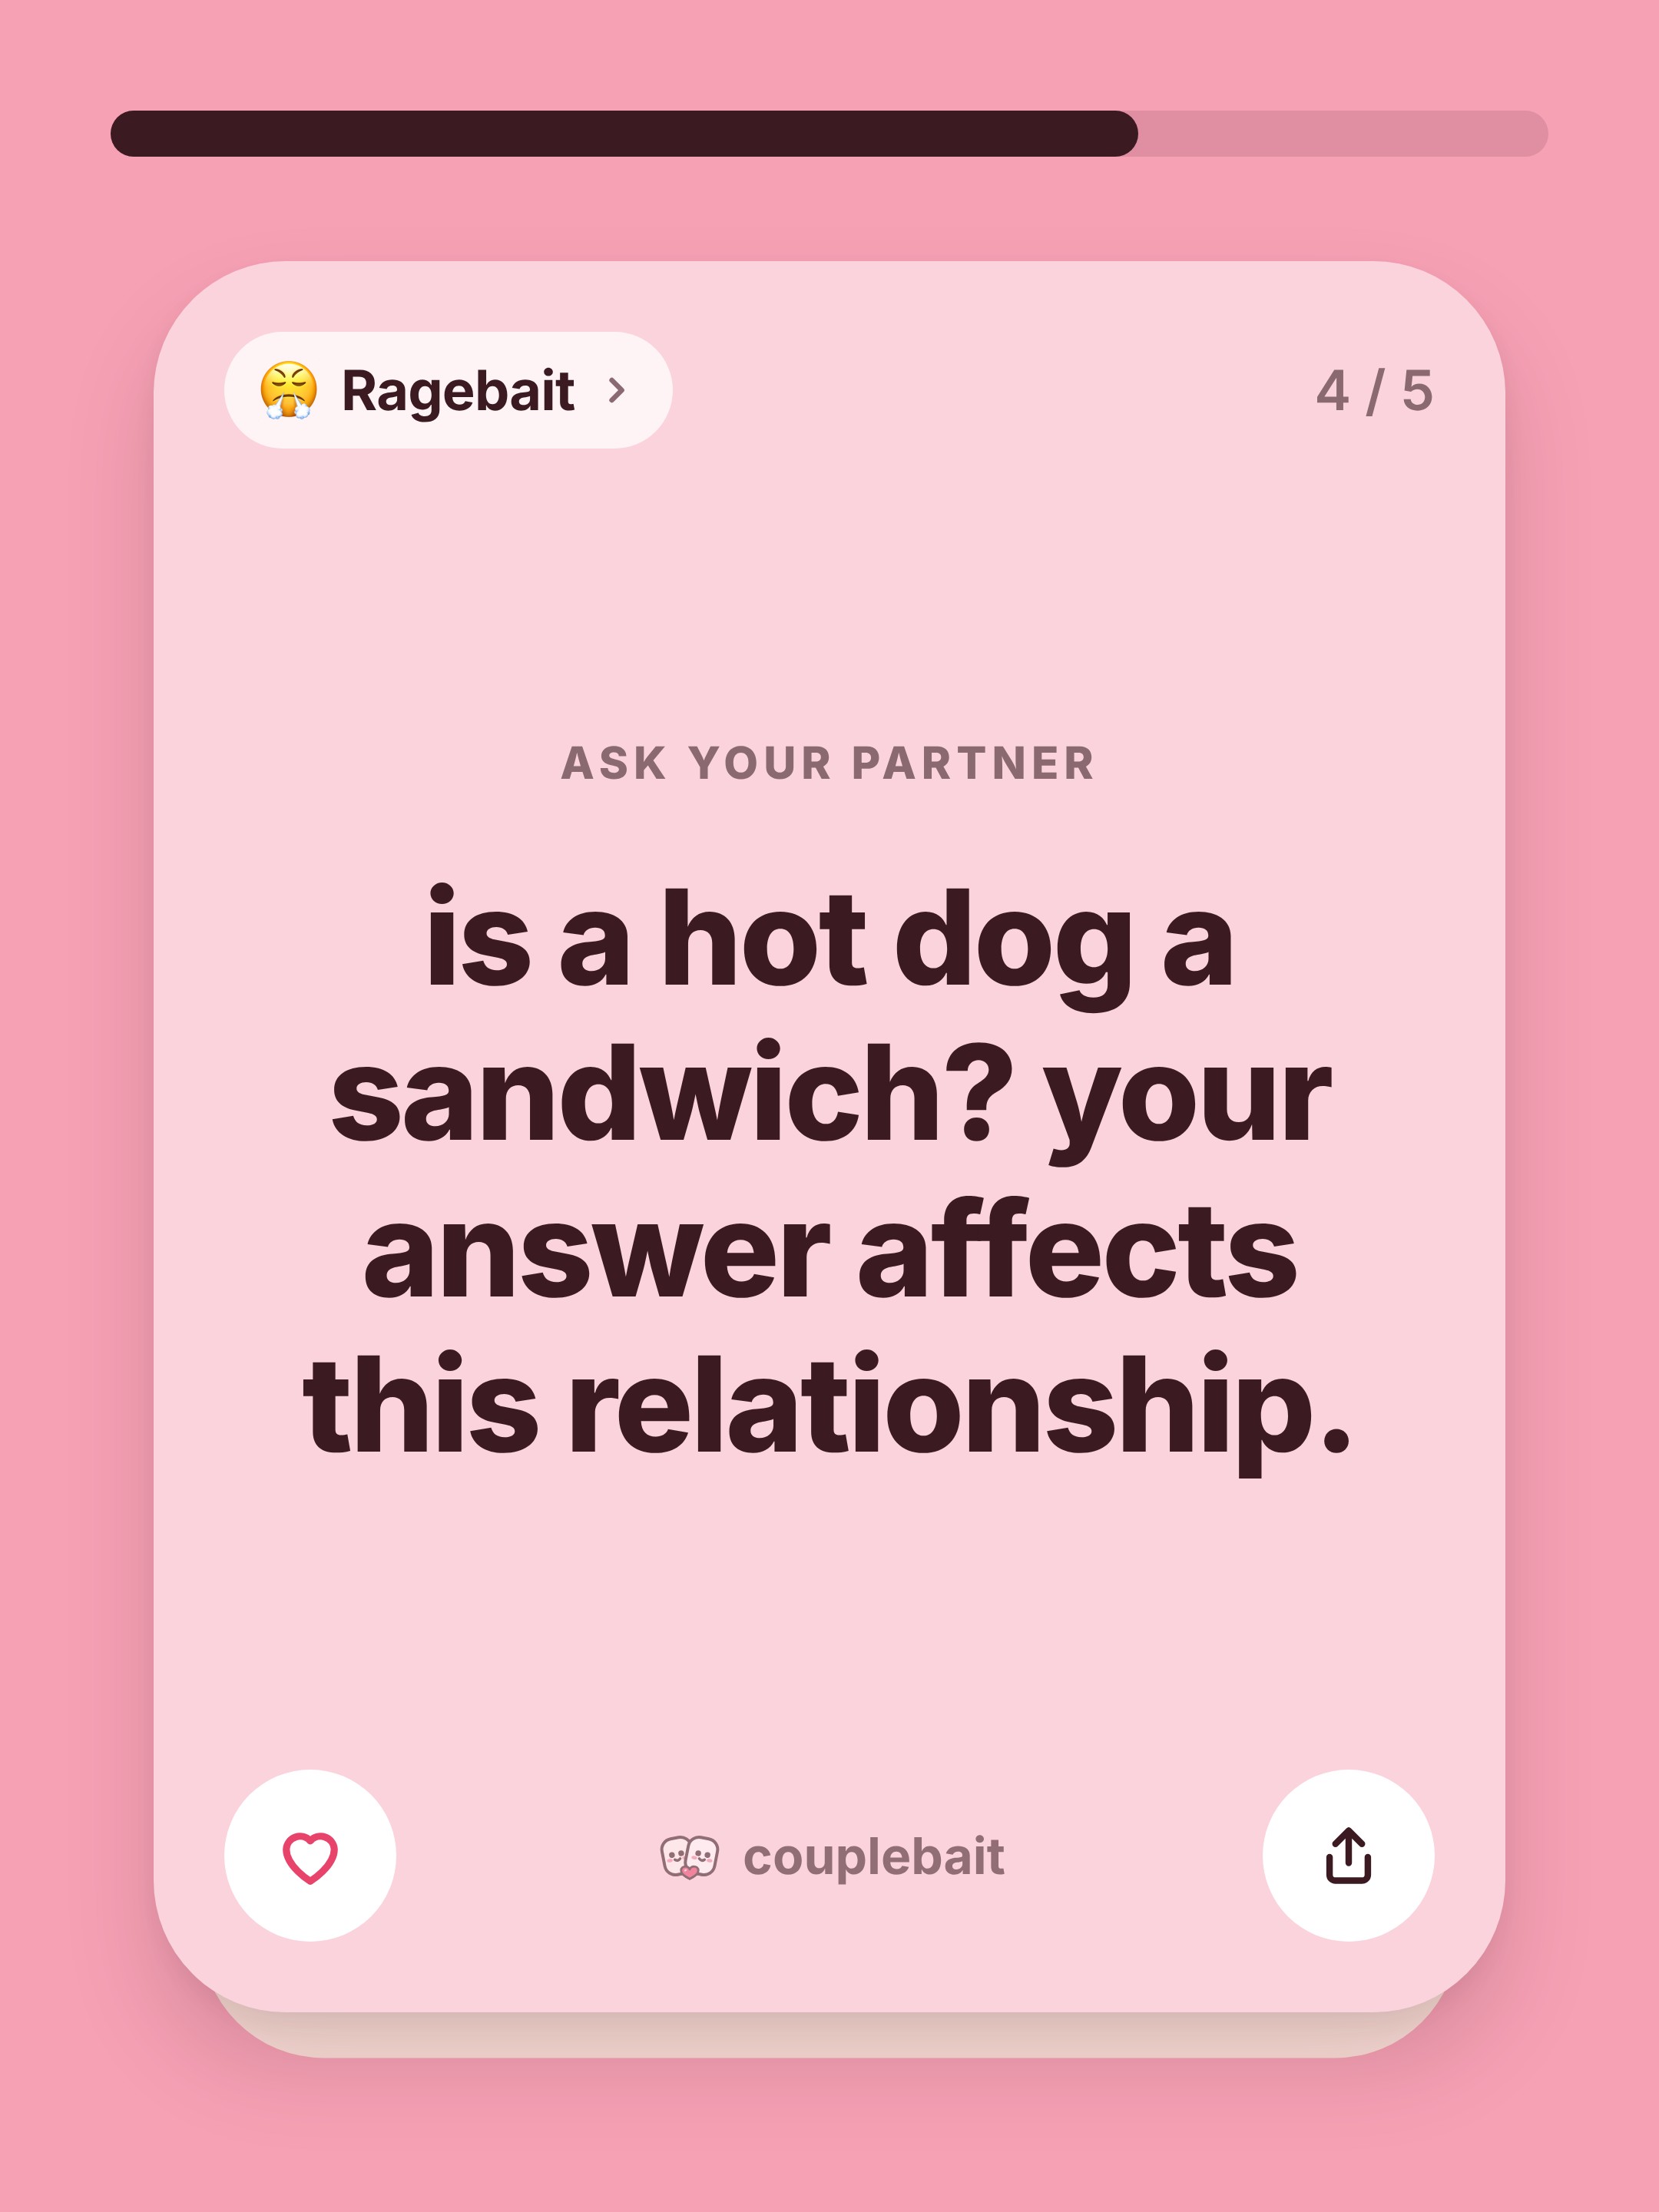 Ragebait
4 / 5
ASK YOUR PARTNER
is a hot dog a
sandwich? your
answer affects
this relationship.
couplebait